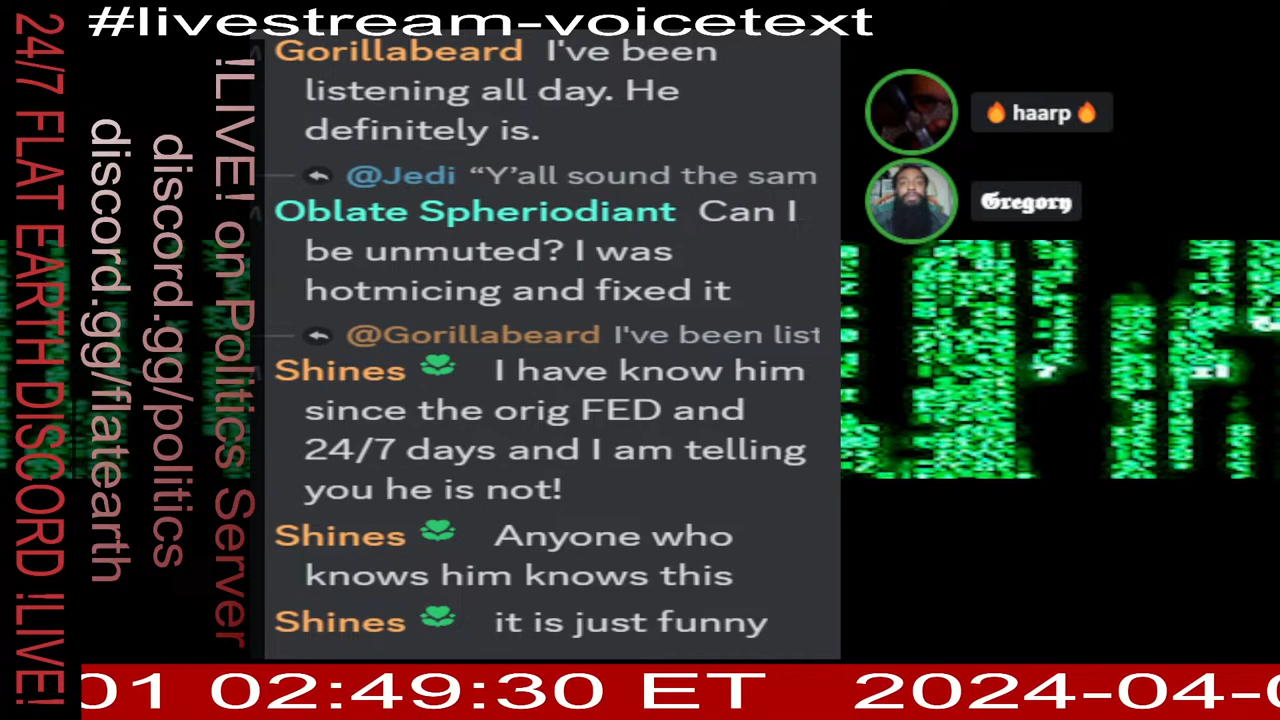 #livestream-voicetext
24/7 FLAT EARTH DISCORD !LIVE!
discord.gg/flatearth
discord.gg/politics
!LIVE! on Politics Server
Gorillabeard I've been
listening all day. He
definitely is.
@Jedi “Y’all sound the sam
Oblate Spheriodiant Can I
be unmuted? I was
hotmicing and fixed it
@Gorillabeard I've been list
Shines I have know him
since the orig FED and
24/7 days and I am telling
you he is not!
Shines Anyone who
knows him knows this
Shines it is just funny
🔥 haarp 🔥
Gregory
01 02:49:30 ET 2024-04-0